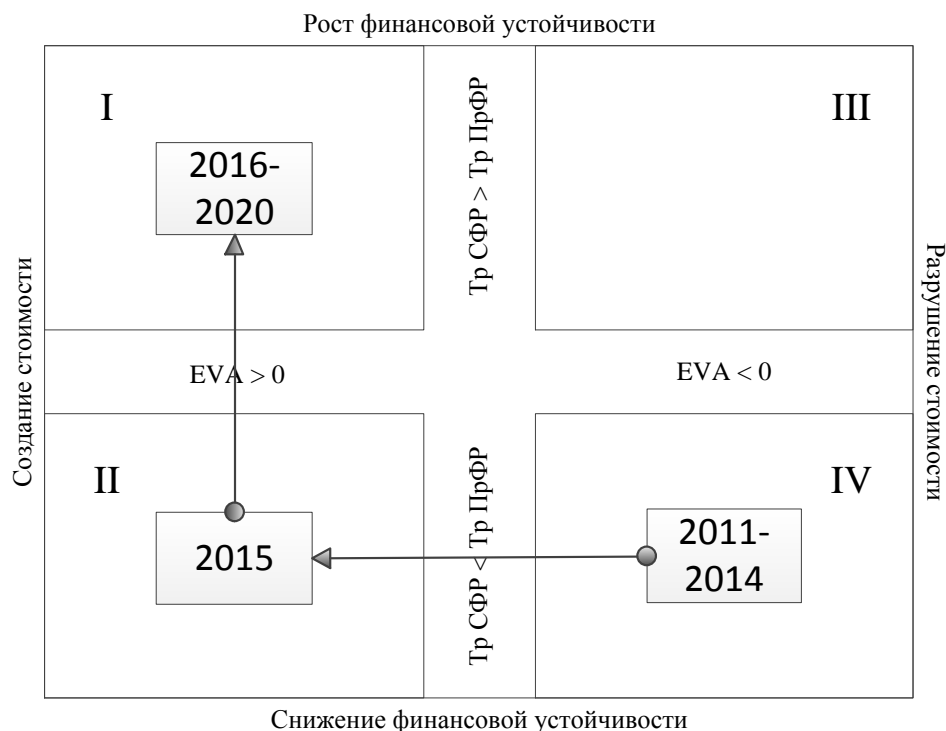 Рост финансовой устойчивости
I
III
2016-
2020
Тр СФР > Тр ПрФР
Создание стоимости
Разрушение стоимости
EVA > 0
EVA < 0
II
IV
2015
Тр СФР < Тр ПрФР
2011-
2014
Снижение финансовой устойчивости